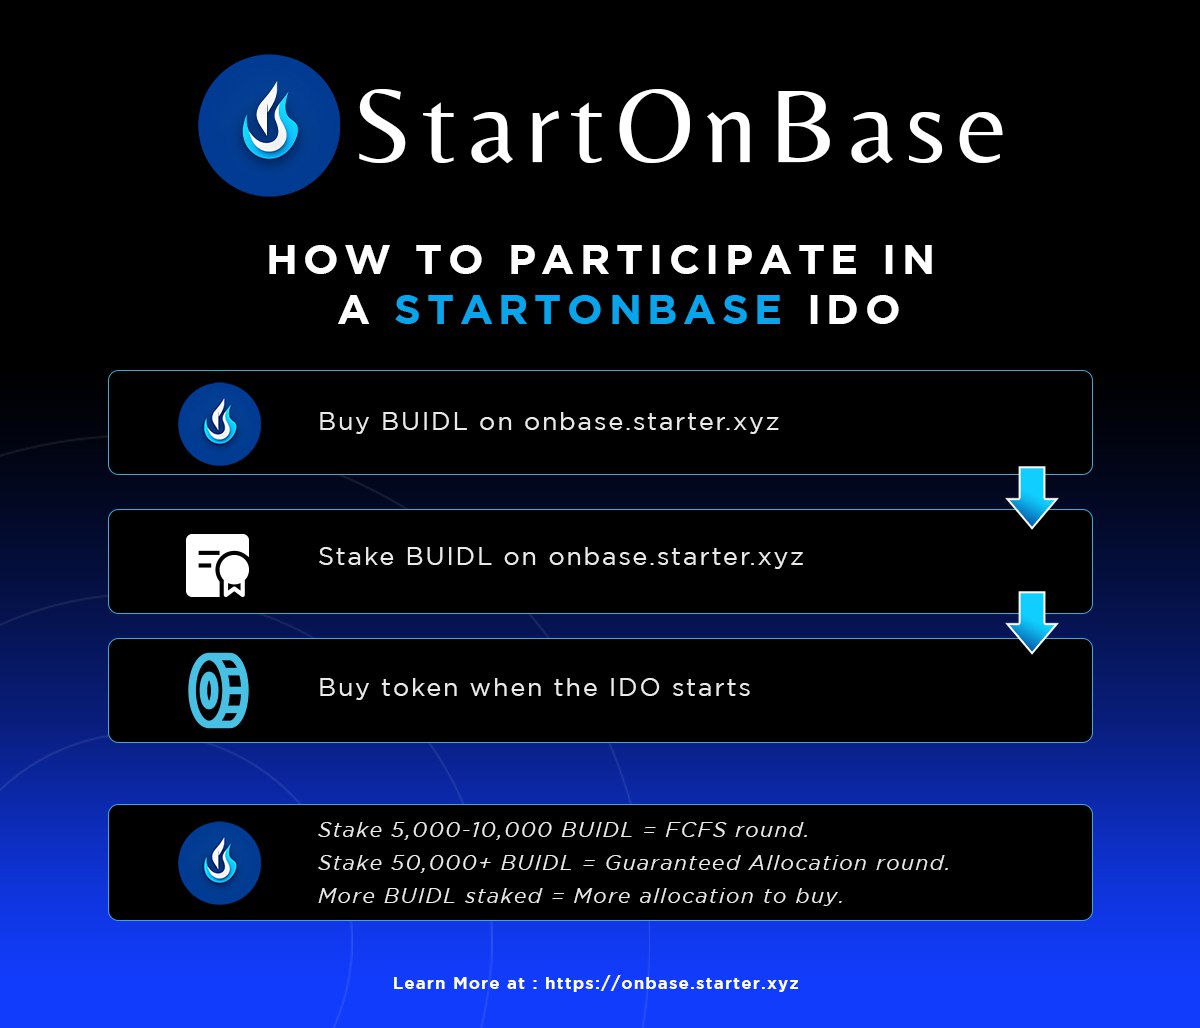 StartOnBase
HOW TO PARTICIPATE IN
A STARTONBASE IDO
Buy BUIDL on onbase.starter.xyz
Stake BUIDL on onbase.starter.xyz
Buy token when the IDO starts
Stake 5,000-10,000 BUIDL = FCFS round.
Stake 50,000+ BUIDL = Guaranteed Allocation round.
More BUIDL staked = More allocation to buy.
Learn More at : https://onbase.starter.xyz